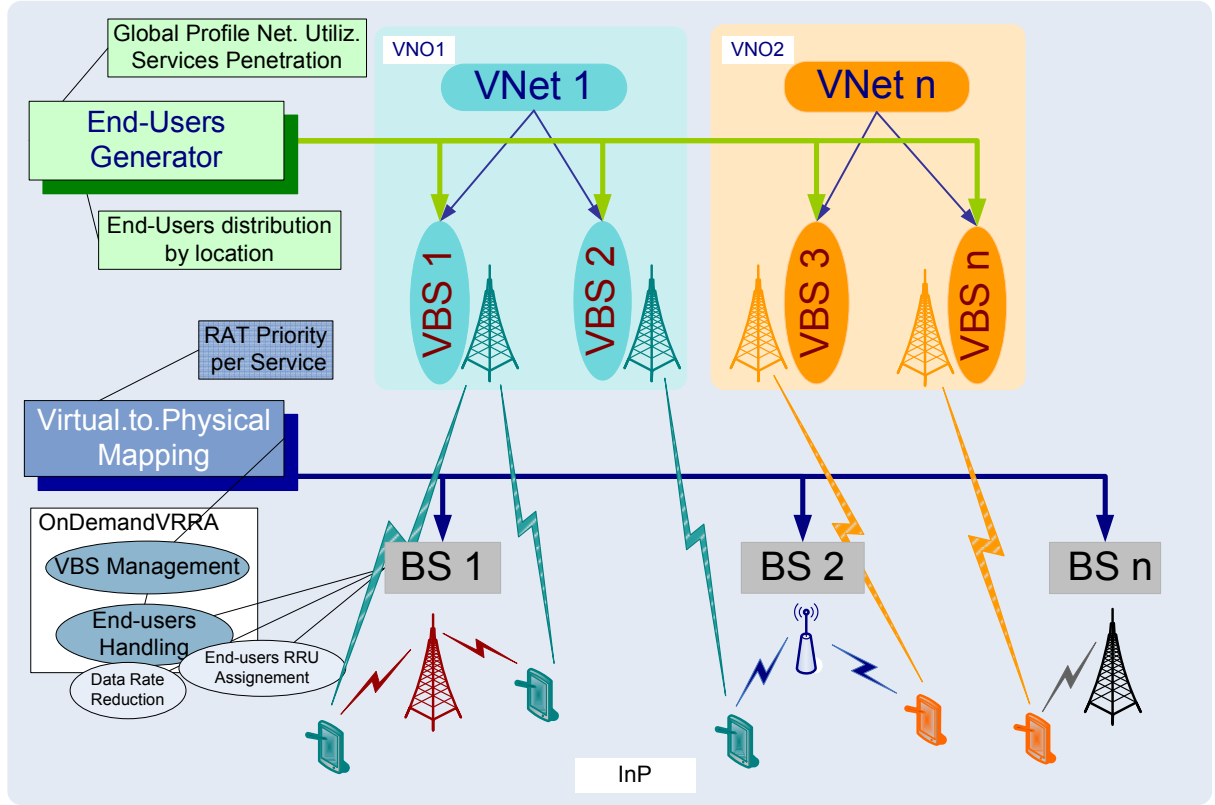 Global Profile Net. Utiliz.
Services Penetration
VNO1
VNO2
VNet 1
VNet n
End-Users
Generator
End-Users distribution
by location
VBS 1
VBS 2
VBS 3
VBS n
RAT Priority
per Service
Virtual.to.Physical
Mapping
OnDemandVRRA
VBS Management
End-users
Handling
End-users RRU
Assignement
Data Rate
Reduction
BS 1
BS 2
BS n
InP